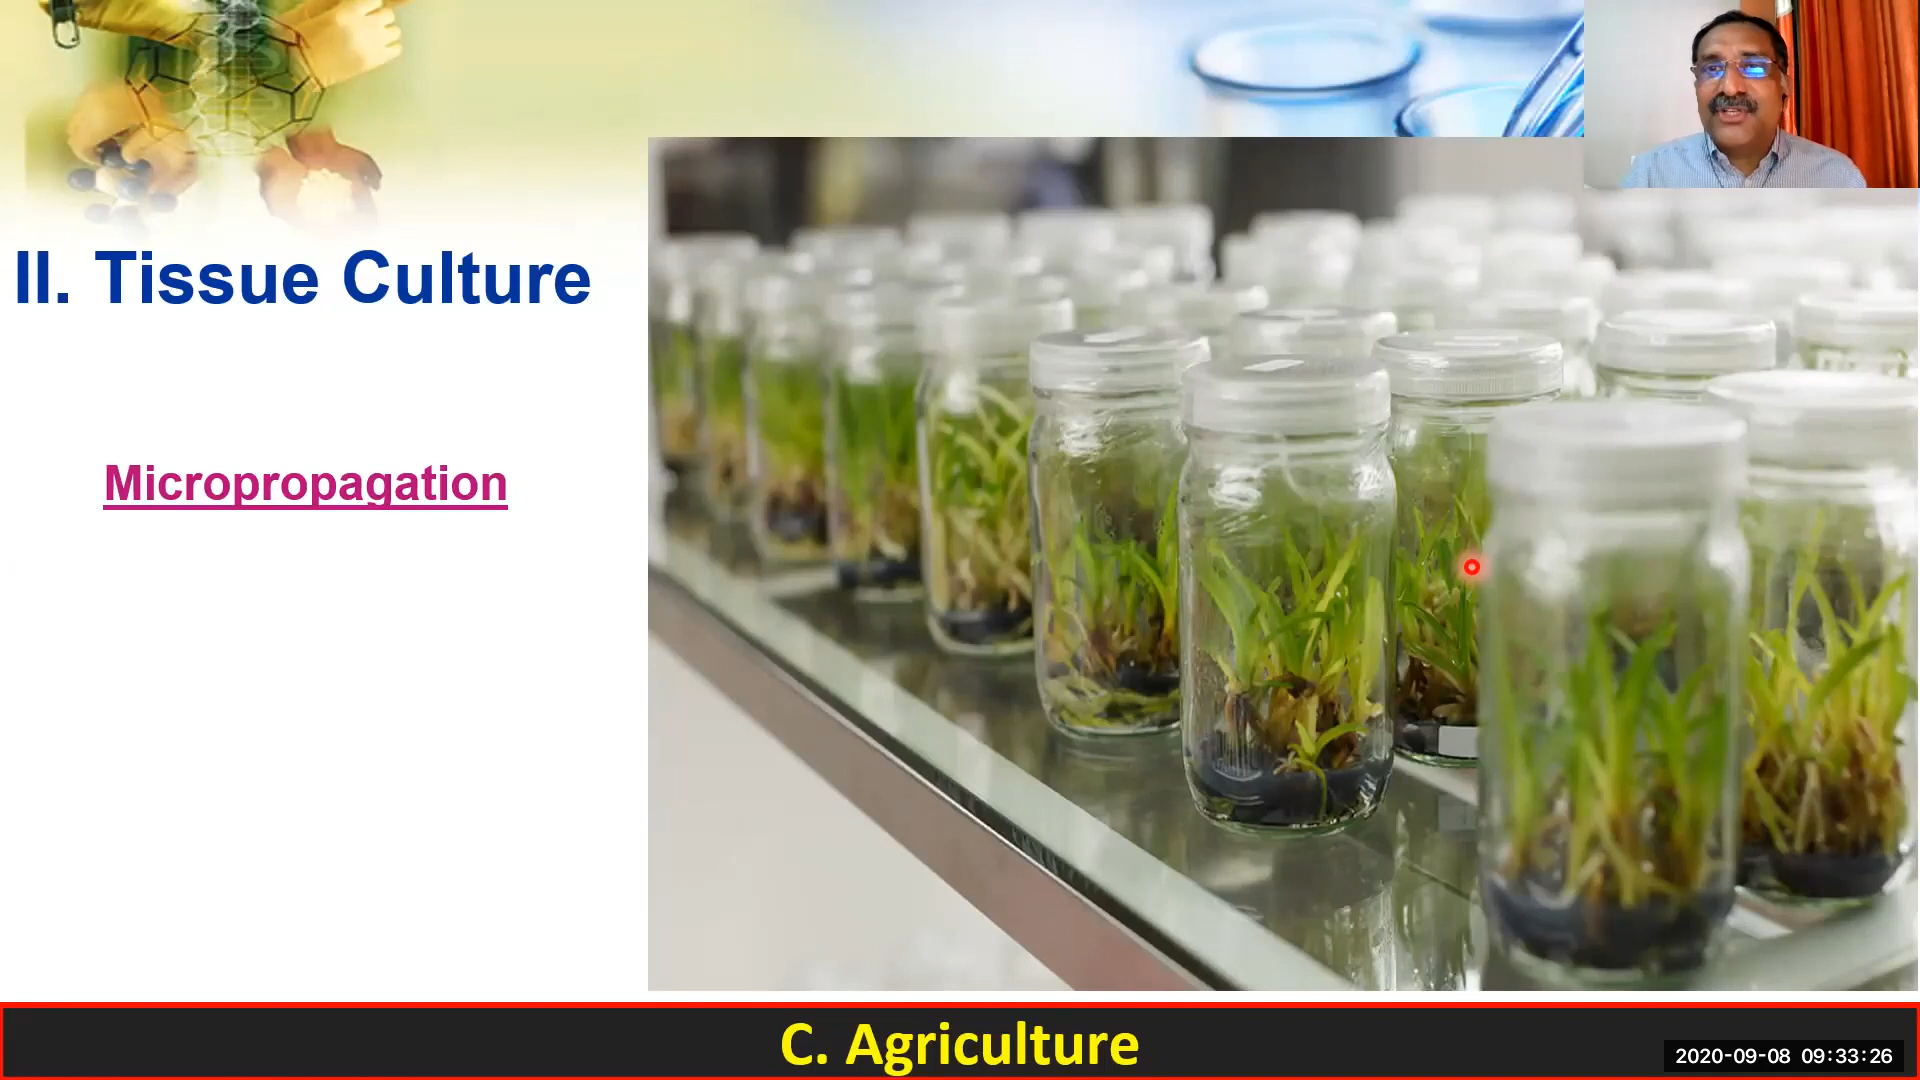 II. Tissue Culture
Micropropagation
C. Agriculture
2020-09-08 09:33:26